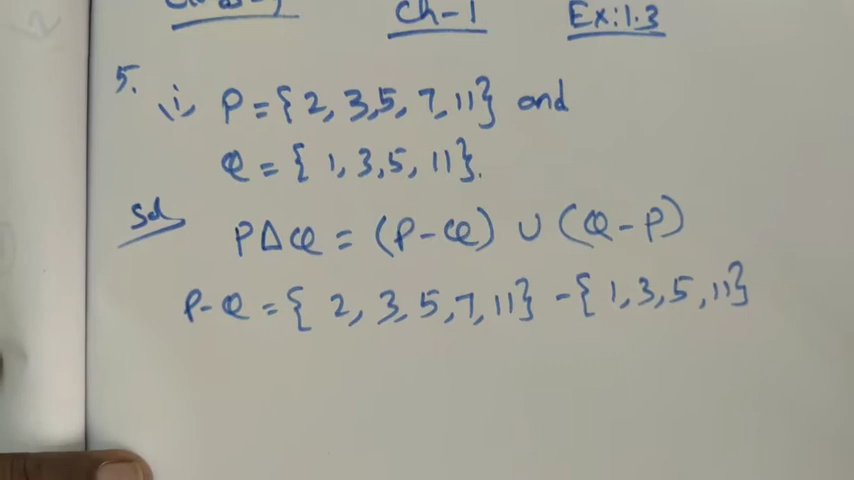 Ch-1 Ex:1.3
5.
(i) P = {2, 3, 5, 7, 11} and
Q = {1, 3, 5, 11}.
Sol
P∆Q = (P-Q) ∪ (Q-P)
P-Q = {2, 3, 5, 7, 11} - {1, 3, 5, 11}